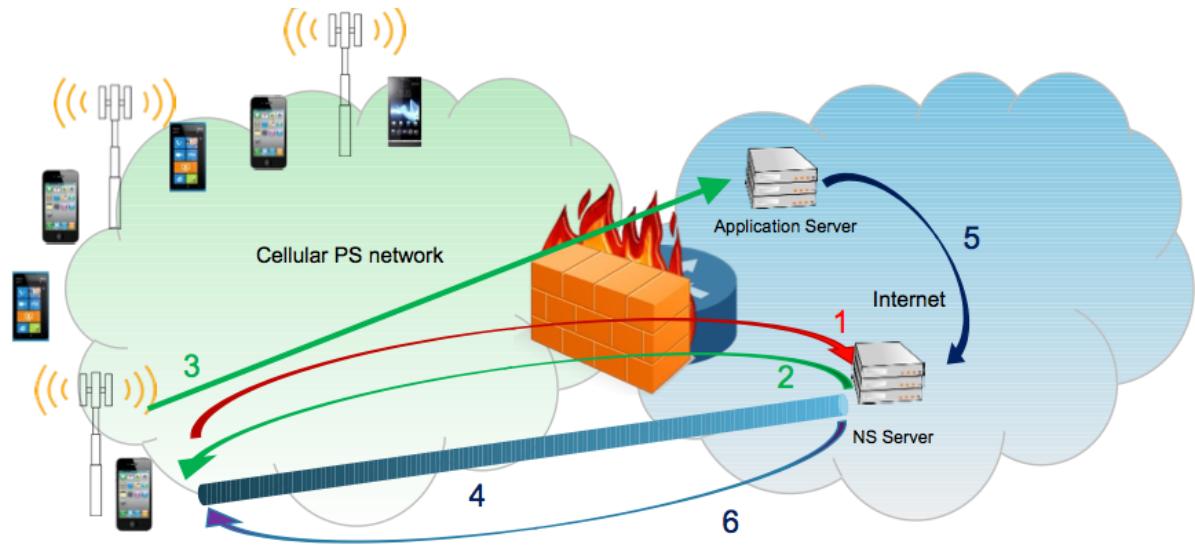 Application Server
5
Cellular PS network
Internet
1
3
2
NS Server
4
6